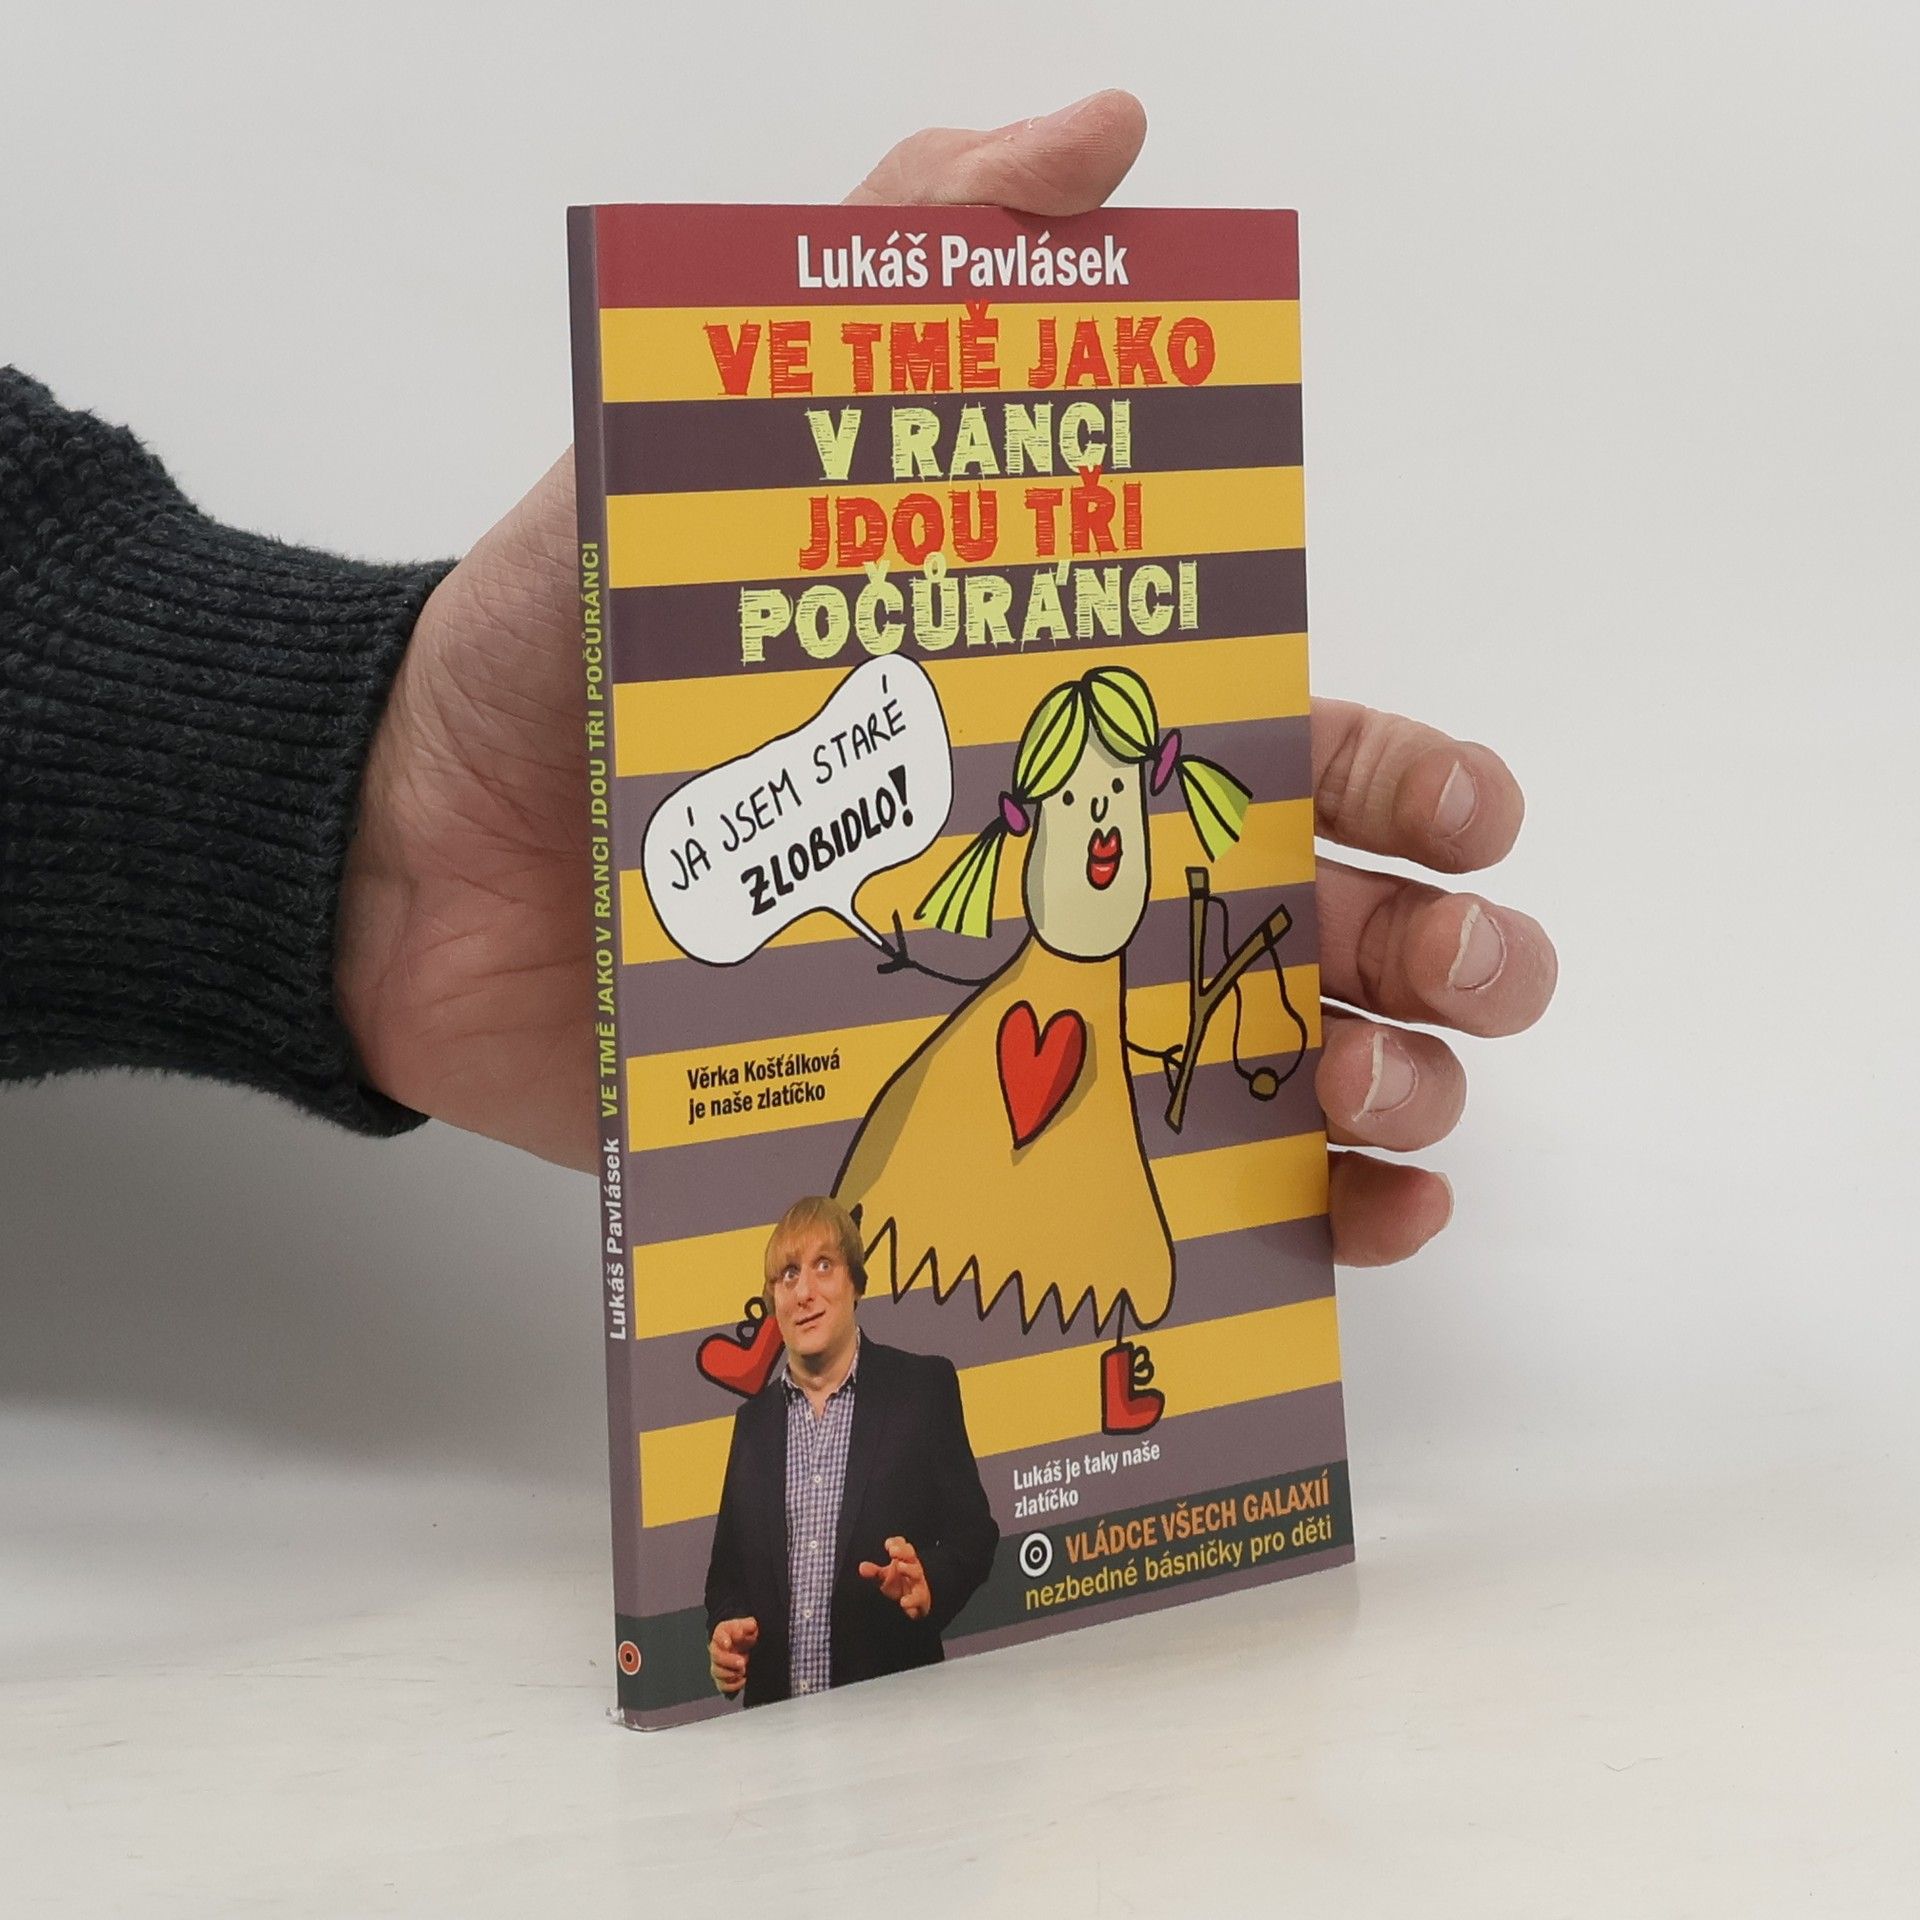 Lukáš Pavlásek
VE TMĚ JAKO
V RANCI
JDOU TŘI
POČŮRÁNCI
JÁ JSEM STARÉ
ZLOBIDLO!
Věrka Košťálková
je naše zlatíčko
Lukáš je taky naše
zlatíčko
VLÁDCE VŠECH GALAXIÍ
nezbedné básničky pro děti
Lukáš Pavlásek VE TMĚ JAKO V RANCI JDOU TŘI POČŮRÁNCI